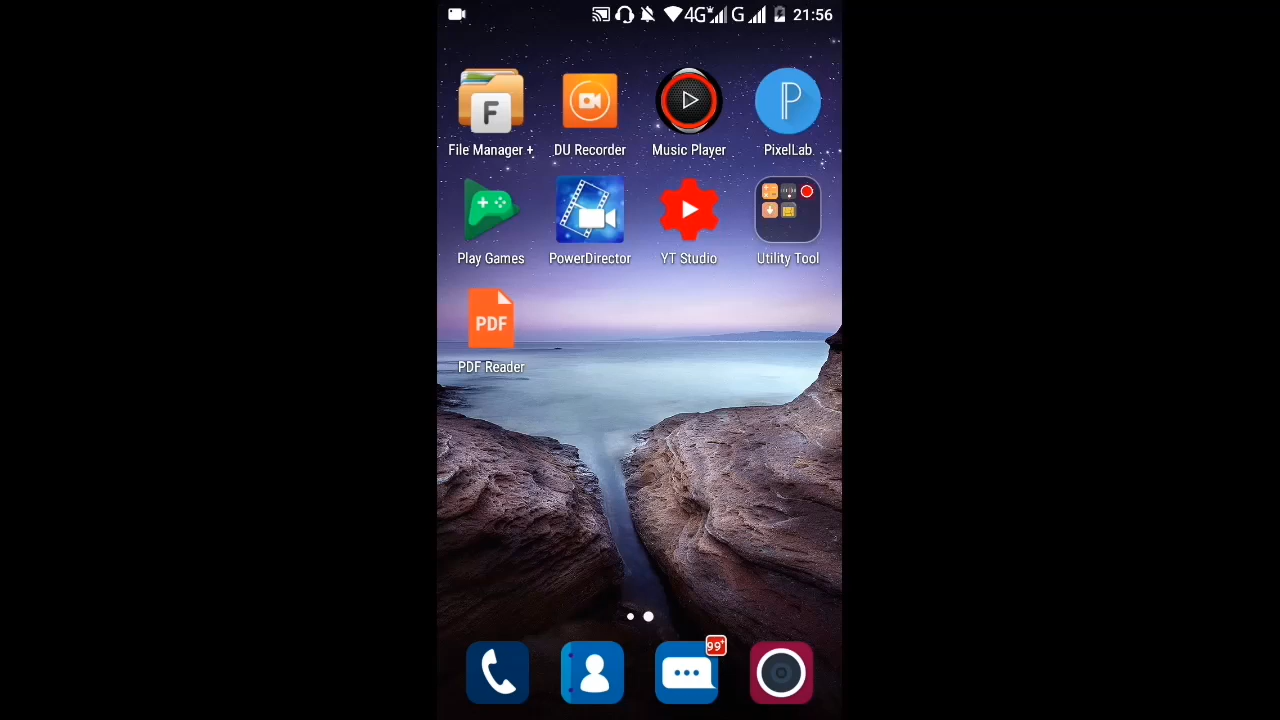 4G G 21:56
F
P
File Manager + DU Recorder Music Player PixelLab
Play Games PowerDirector YT Studio Utility Tool
PDF
PDF Reader
99+